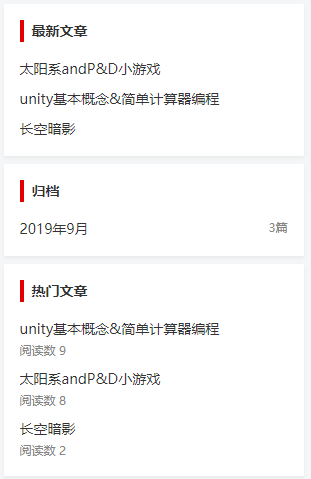 最新文章
太阳系andP&D小游戏
unity基本概念&简单计算器编程
长空暗影
归档
2019年9月 3篇
热门文章
unity基本概念&简单计算器编程
阅读数 9
太阳系andP&D小游戏
阅读数 8
长空暗影
阅读数 2